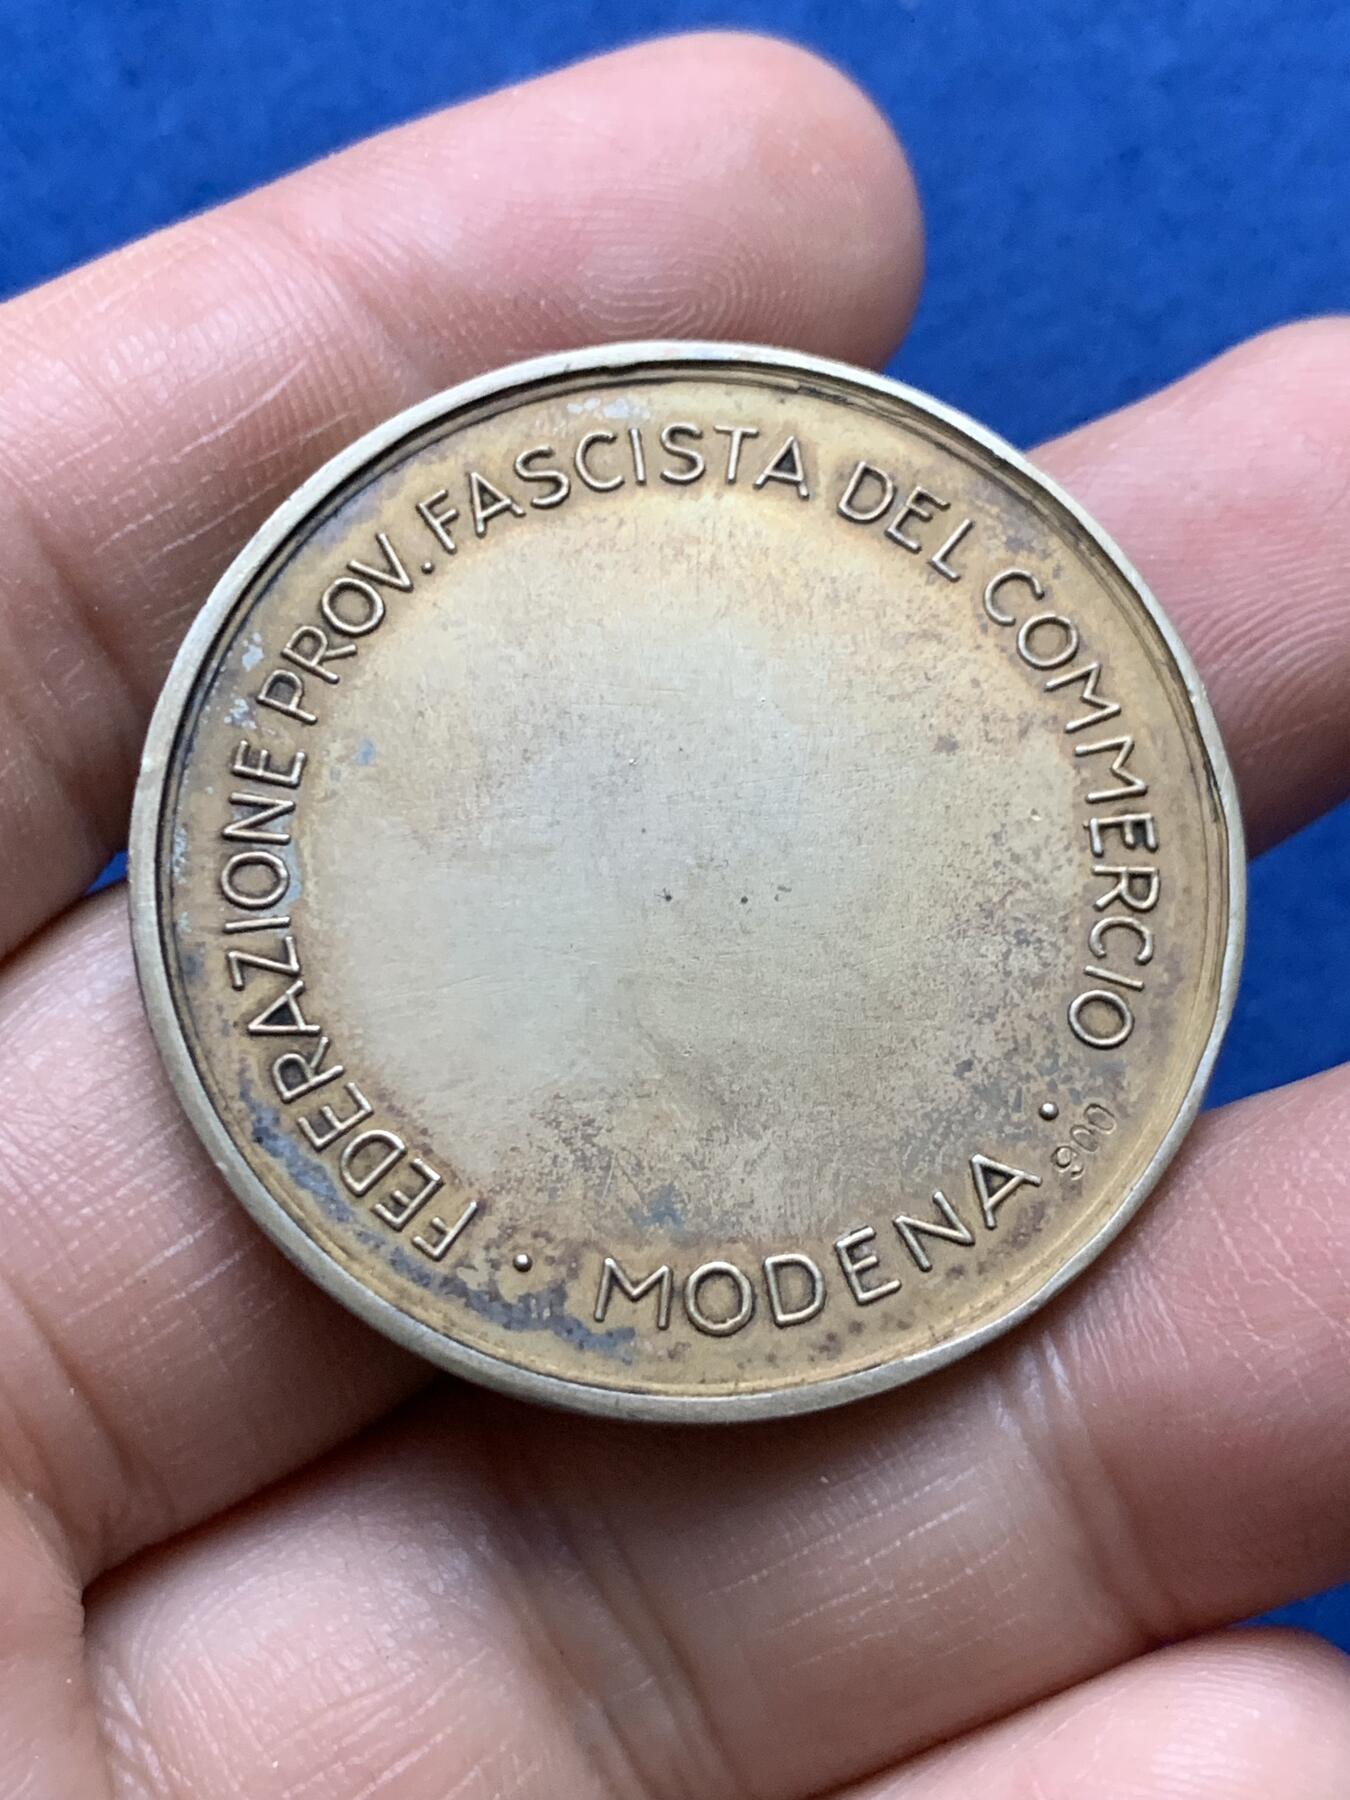 FEDERAZIONE PROV. FASCISTA DEL COMMERCIO
• MODENA •
900